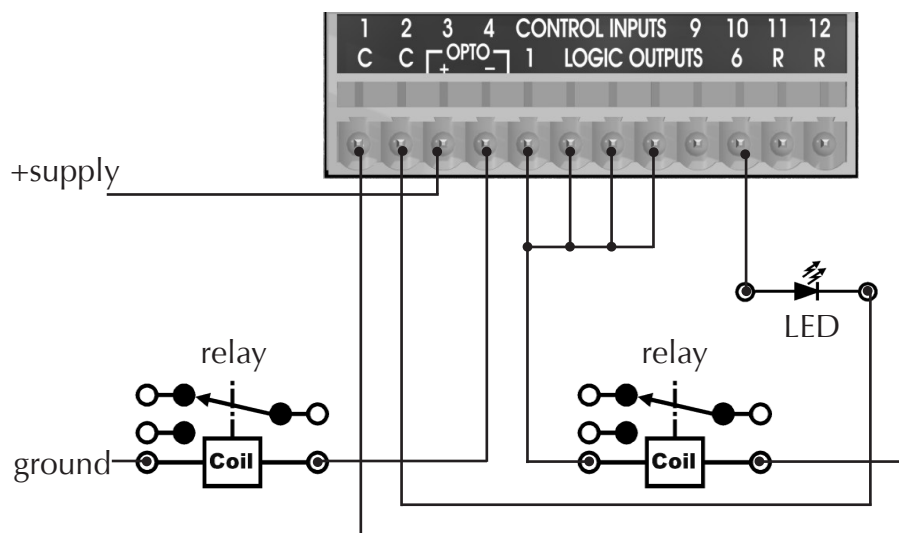 1 2 3 4 CONTROL INPUTS 9 10 11 12
C C OPTO 1 LOGIC OUTPUTS 6 R R
+ −
+supply
LED
relay relay
ground Coil Coil